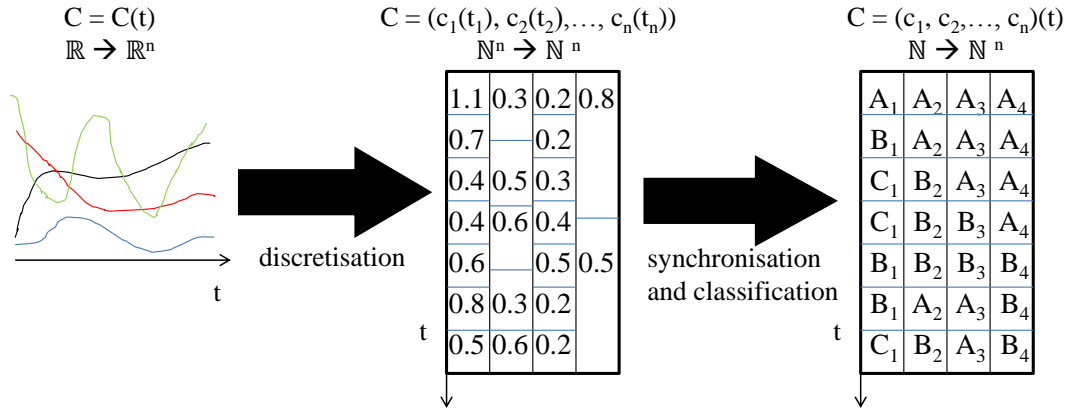 C = C(t)
ℝ → ℝⁿ
t
discretisation
C = (c₁(t₁), c₂(t₂),…, cₙ(tₙ))
ℕⁿ → ℕ ⁿ
1.1 0.3 0.2 0.8
0.7 0.2
0.4 0.5 0.3
0.4 0.6 0.4
0.6 0.5 0.5
0.8 0.3 0.2
0.5 0.6 0.2
t
synchronisation
and classification
C = (c₁, c₂,…, cₙ)(t)
ℕ → ℕ ⁿ
A₁ A₂ A₃ A₄
B₁ A₂ A₃ A₄
C₁ B₂ A₃ A₄
C₁ B₂ B₃ A₄
B₁ B₂ B₃ B₄
B₁ A₂ A₃ B₄
C₁ B₂ A₃ B₄
t